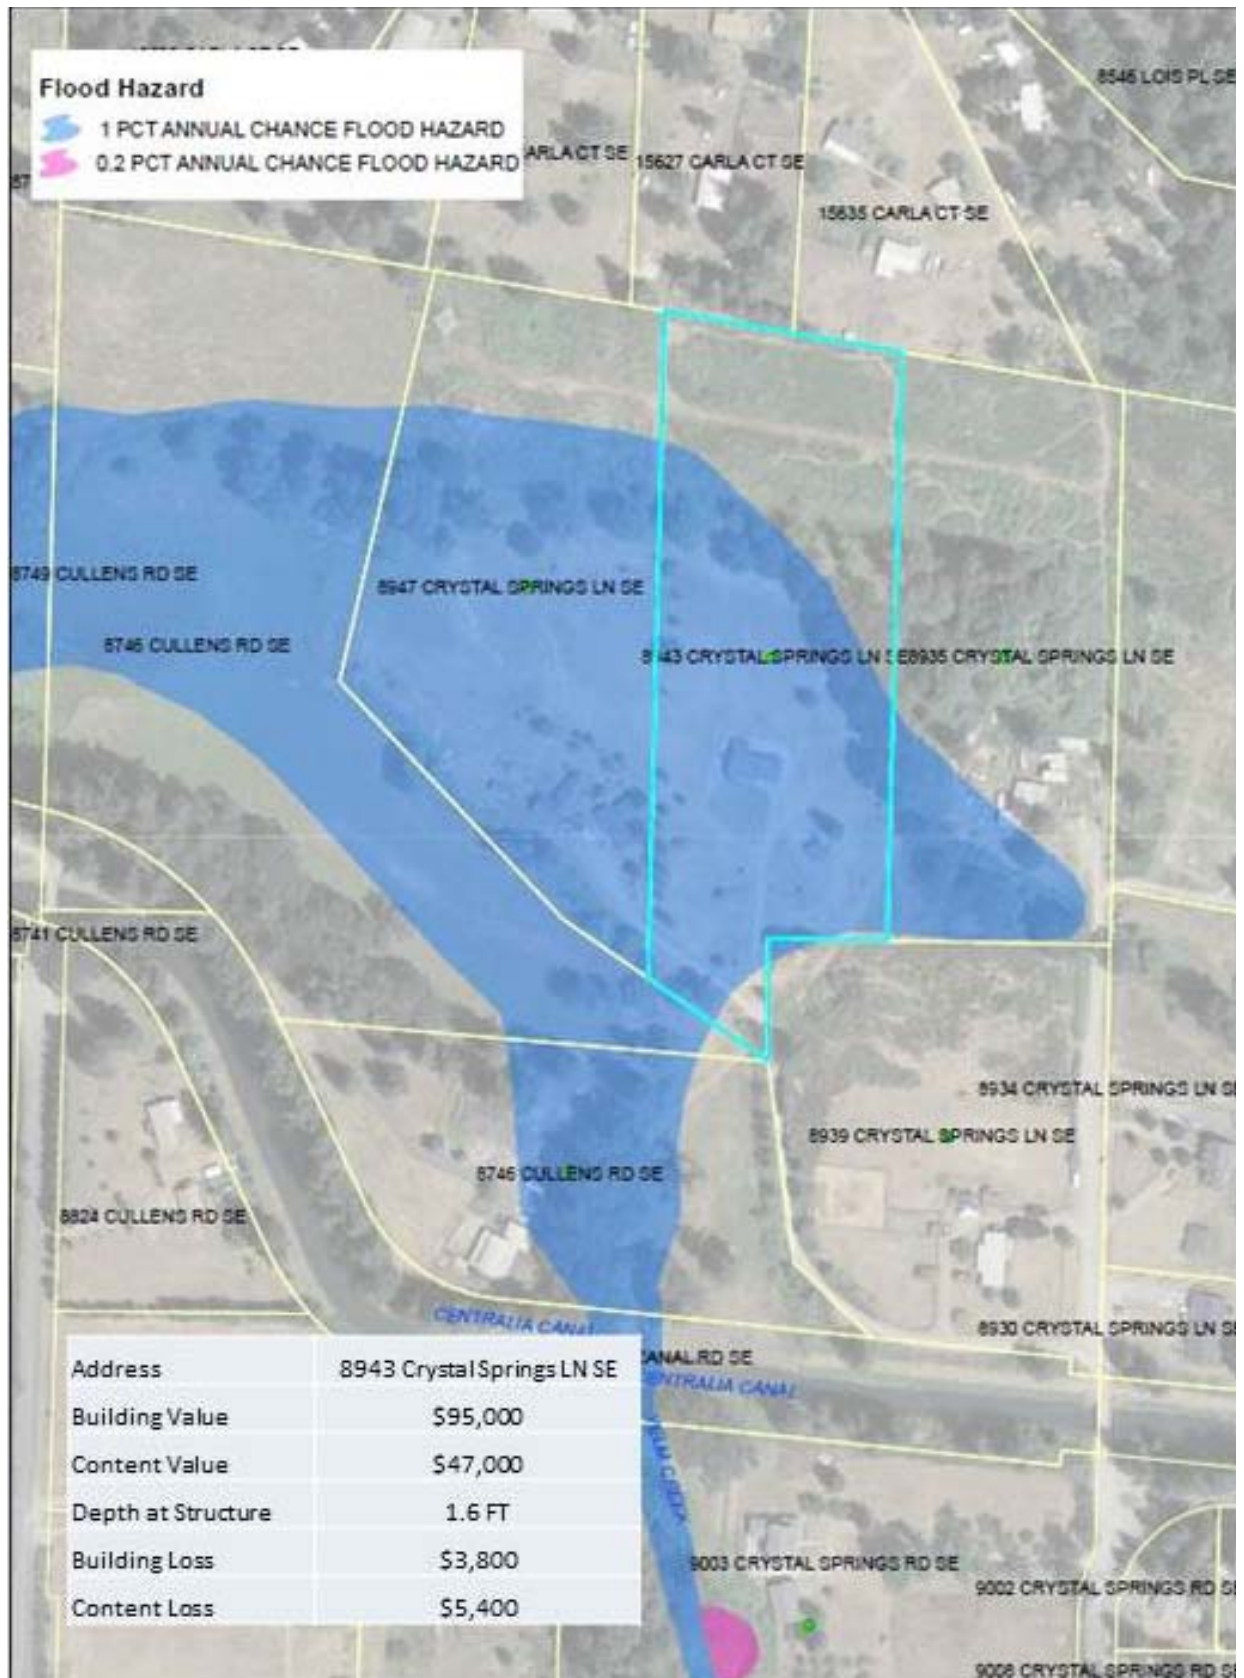 Flood Hazard
1 PCT ANNUAL CHANCE FLOOD HAZARD
0.2 PCT ANNUAL CHANCE FLOOD HAZARD
8546 LOIS PL SE
CARLA CT SE
15627 CARLA CT SE
15635 CARLA CT SE
8749 CULLENS RD SE
8947 CRYSTAL SPRINGS LN SE
8746 CULLENS RD SE
8943 CRYSTAL SPRINGS LN SE
8935 CRYSTAL SPRINGS LN SE
8741 CULLENS RD SE
8934 CRYSTAL SPRINGS LN SE
8939 CRYSTAL SPRINGS LN SE
8746 CULLENS RD SE
8824 CULLENS RD SE
CENTRALIA CANAL
8930 CRYSTAL SPRINGS LN SE
CANAL RD SE
CENTRALIA CANAL
Address 8943 Crystal Springs LN SE
Building Value $95,000
Content Value $47,000
Depth at Structure 1.6 FT
Building Loss $3,800
Content Loss $5,400
9003 CRYSTAL SPRINGS RD SE
9002 CRYSTAL SPRINGS RD SE
9006 CRYSTAL SPRINGS RD SE